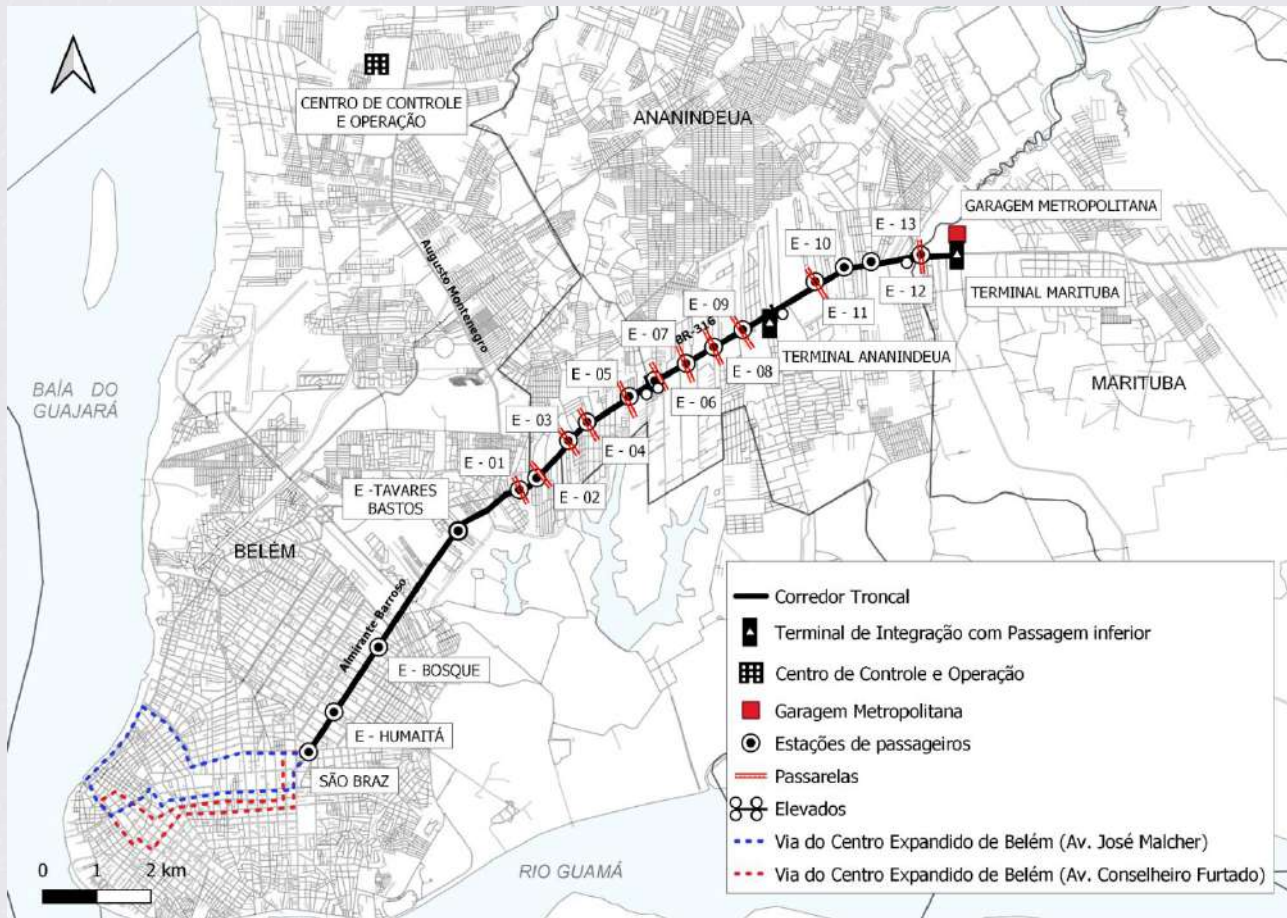 CENTRO DE CONTROLE
E OPERAÇÃO
ANANINDEUA
GARAGEM METROPOLITANA
E - 13
E - 10
Augusto Montenegro
E - 12
TERMINAL MARITUBA
E - 09
E - 11
E - 07
BR-316
TERMINAL ANANINDEUA
BAÍA DO
GUAJARÁ
E - 05
E - 08
MARITUBA
E - 06
E - 03
E - 04
E - 01
E - 02
E -TAVARES
BASTOS
BELÉM
Almirante Barroso
E - BOSQUE
E - HUMAITÁ
SÃO BRAZ
RIO GUAMÁ
0 1 2 km
Corredor Troncal
Terminal de Integração com Passagem inferior
Centro de Controle e Operação
Garagem Metropolitana
Estações de passageiros
Passarelas
Elevados
Via do Centro Expandido de Belém (Av. José Malcher)
Via do Centro Expandido de Belém (Av. Conselheiro Furtado)